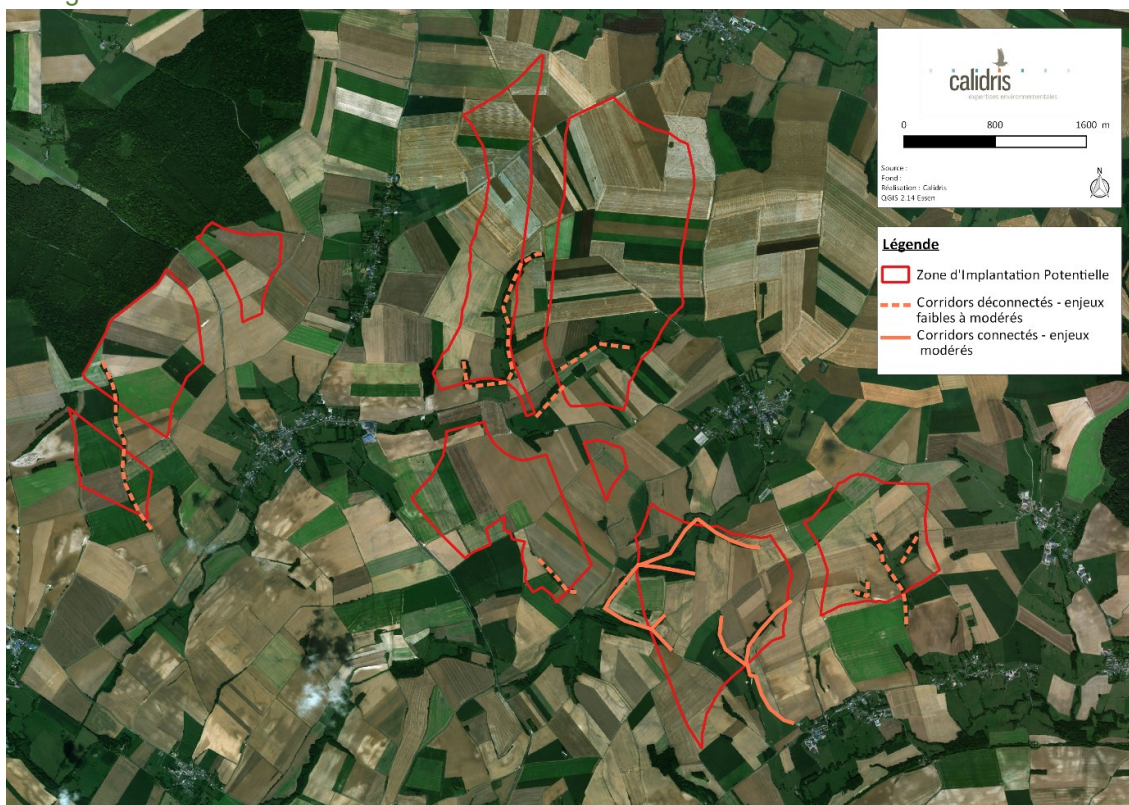 calidris
expertises environnementales
0 800 1600 m
Source :
Fond :
Réalisation : Calidris
QGIS 2.14 Essen
N
Légende
Zone d'Implantation Potentielle
Corridors déconnectés - enjeux
faibles à modérés
Corridors connectés - enjeux
modérés